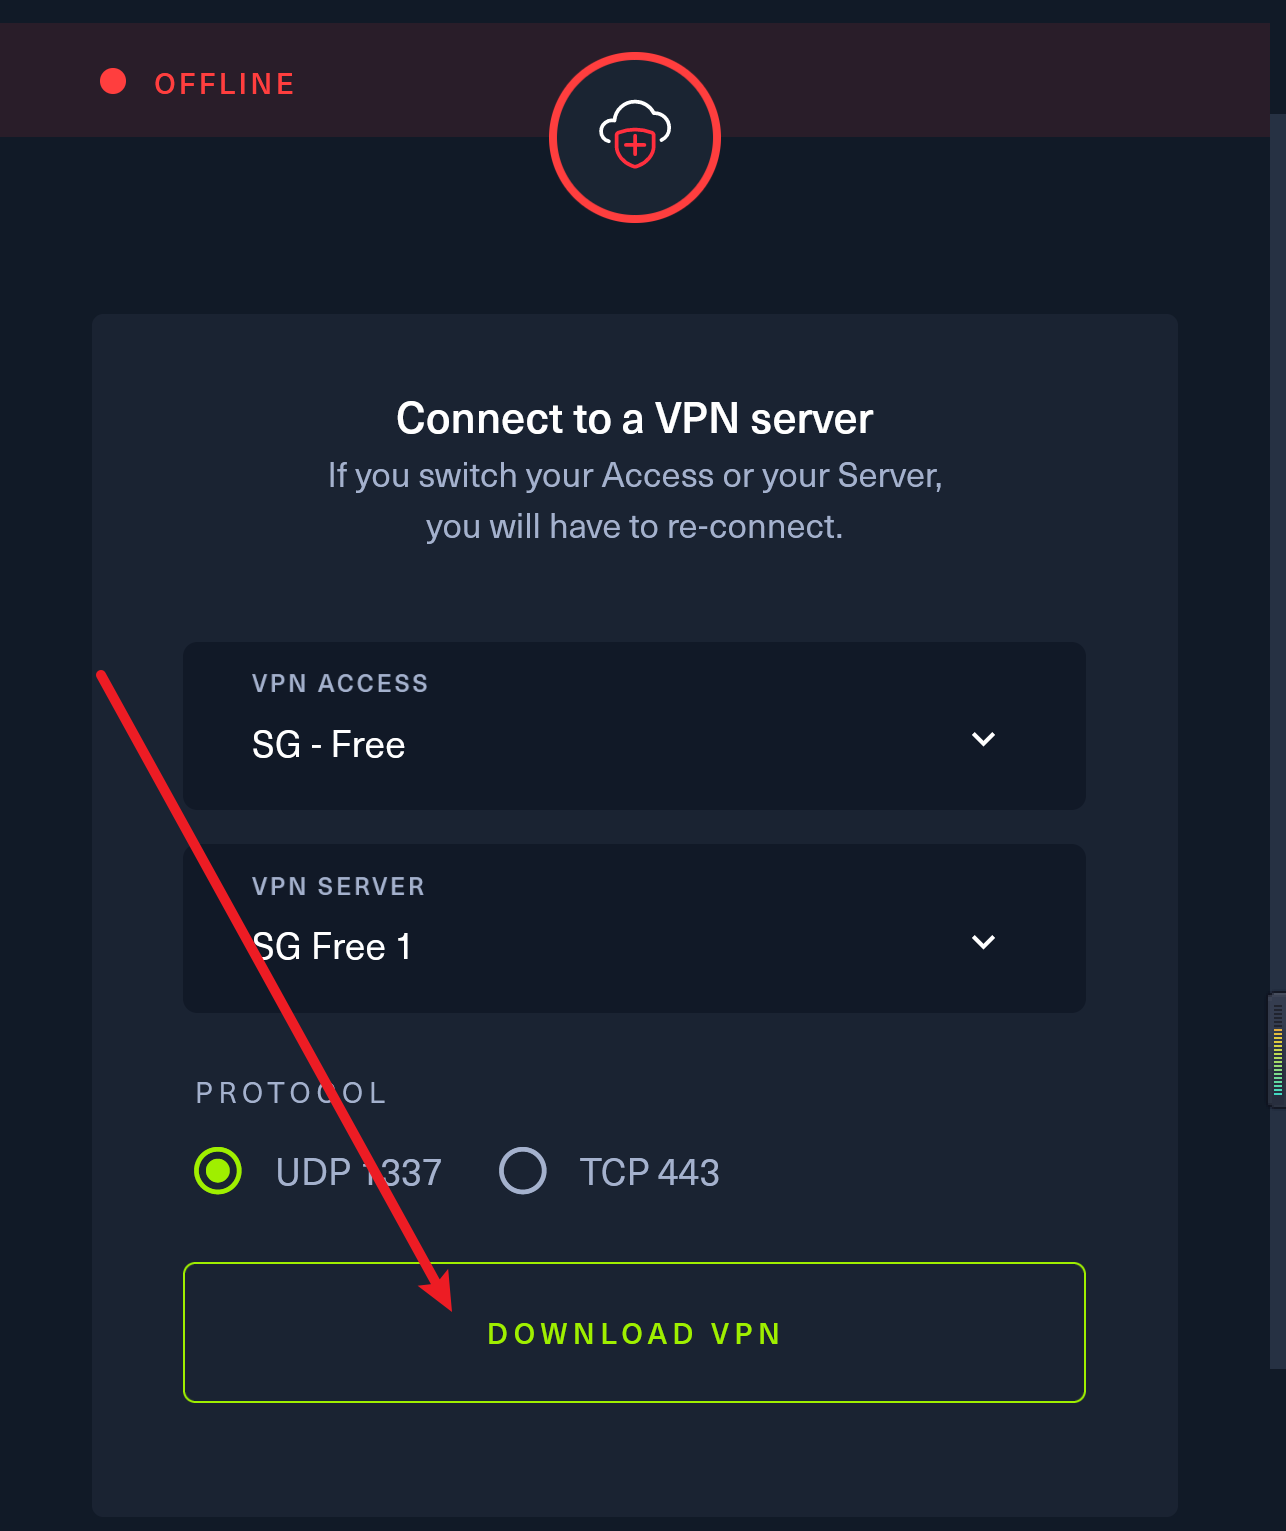 OFFLINE
Connect to a VPN server
If you switch your Access or your Server,
you will have to re-connect.
VPN ACCESS
SG - Free
VPN SERVER
SG Free 1
PROTOCOL
UDP 1337 TCP 443
DOWNLOAD VPN